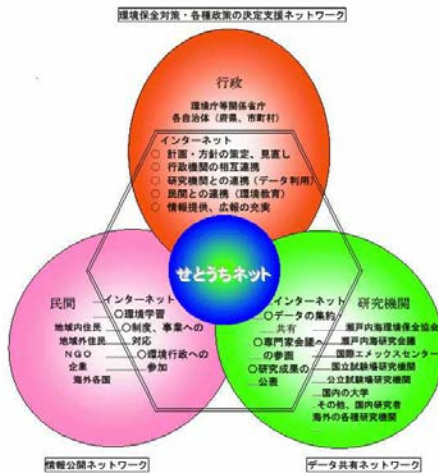 環境保全対策・各種政策の決定支援ネットワーク
行政
環境庁等関係省庁
各自治体（府県、市町村）
インターネット
○ 計画・方針の策定、見直し
○ 行政機関の相互連携
○ 研究機関との連携（データ利用）
○ 民間との連携（環境教育）
○ 情報提供、広報の充実
せとうちネット
民間
地域内住民
地域外住民
NGO
企業
海外各国
インターネット
○環境学習
○制度、事業への
対応
○環境行政への
参加
インターネット
○データの集約・
共有
○専門家会議へ
の参画
○研究成果の
公表
研究機関
瀬戸内海環境保全協会
瀬戸内海研究会議
国際エメックスセンター
国立試験場研究機関
公立試験場研究機関
国内の大学
その他、国内研究者
海外の各種研究機関
情報公開ネットワーク
データ共有ネットワーク